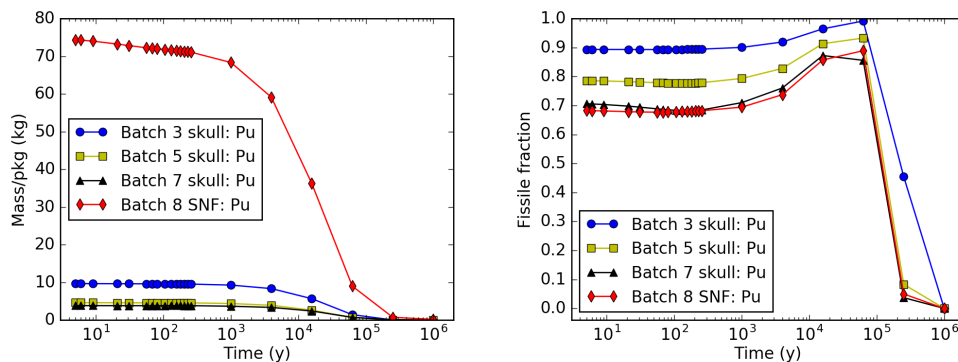 80
70
60
50
40
30
20
10
0
Mass/pkg (kg)
Batch 3 skull: Pu
Batch 5 skull: Pu
Batch 7 skull: Pu
Batch 8 SNF: Pu
10¹ 10² 10³ 10⁴ 10⁵ 10⁶
Time (y)
1.0
0.9
0.8
0.7
0.6
0.5
0.4
0.3
0.2
0.1
0.0
Fissile fraction
Batch 3 skull: Pu
Batch 5 skull: Pu
Batch 7 skull: Pu
Batch 8 SNF: Pu
10¹ 10² 10³ 10⁴ 10⁵ 10⁶
Time (y)